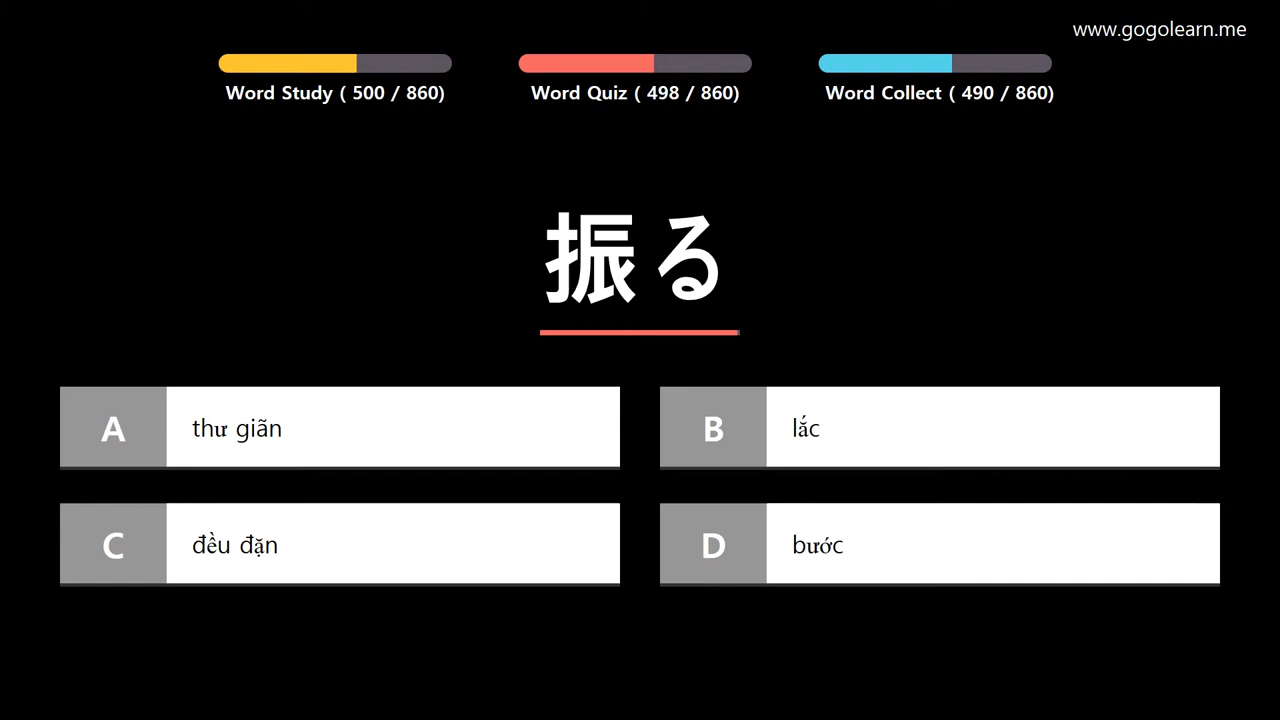 www.gogolearn.me
Word Study ( 500 / 860)
Word Quiz ( 498 / 860)
Word Collect ( 490 / 860)
振る
A
thư giãn
B
lắc
C
đều đặn
D
bước